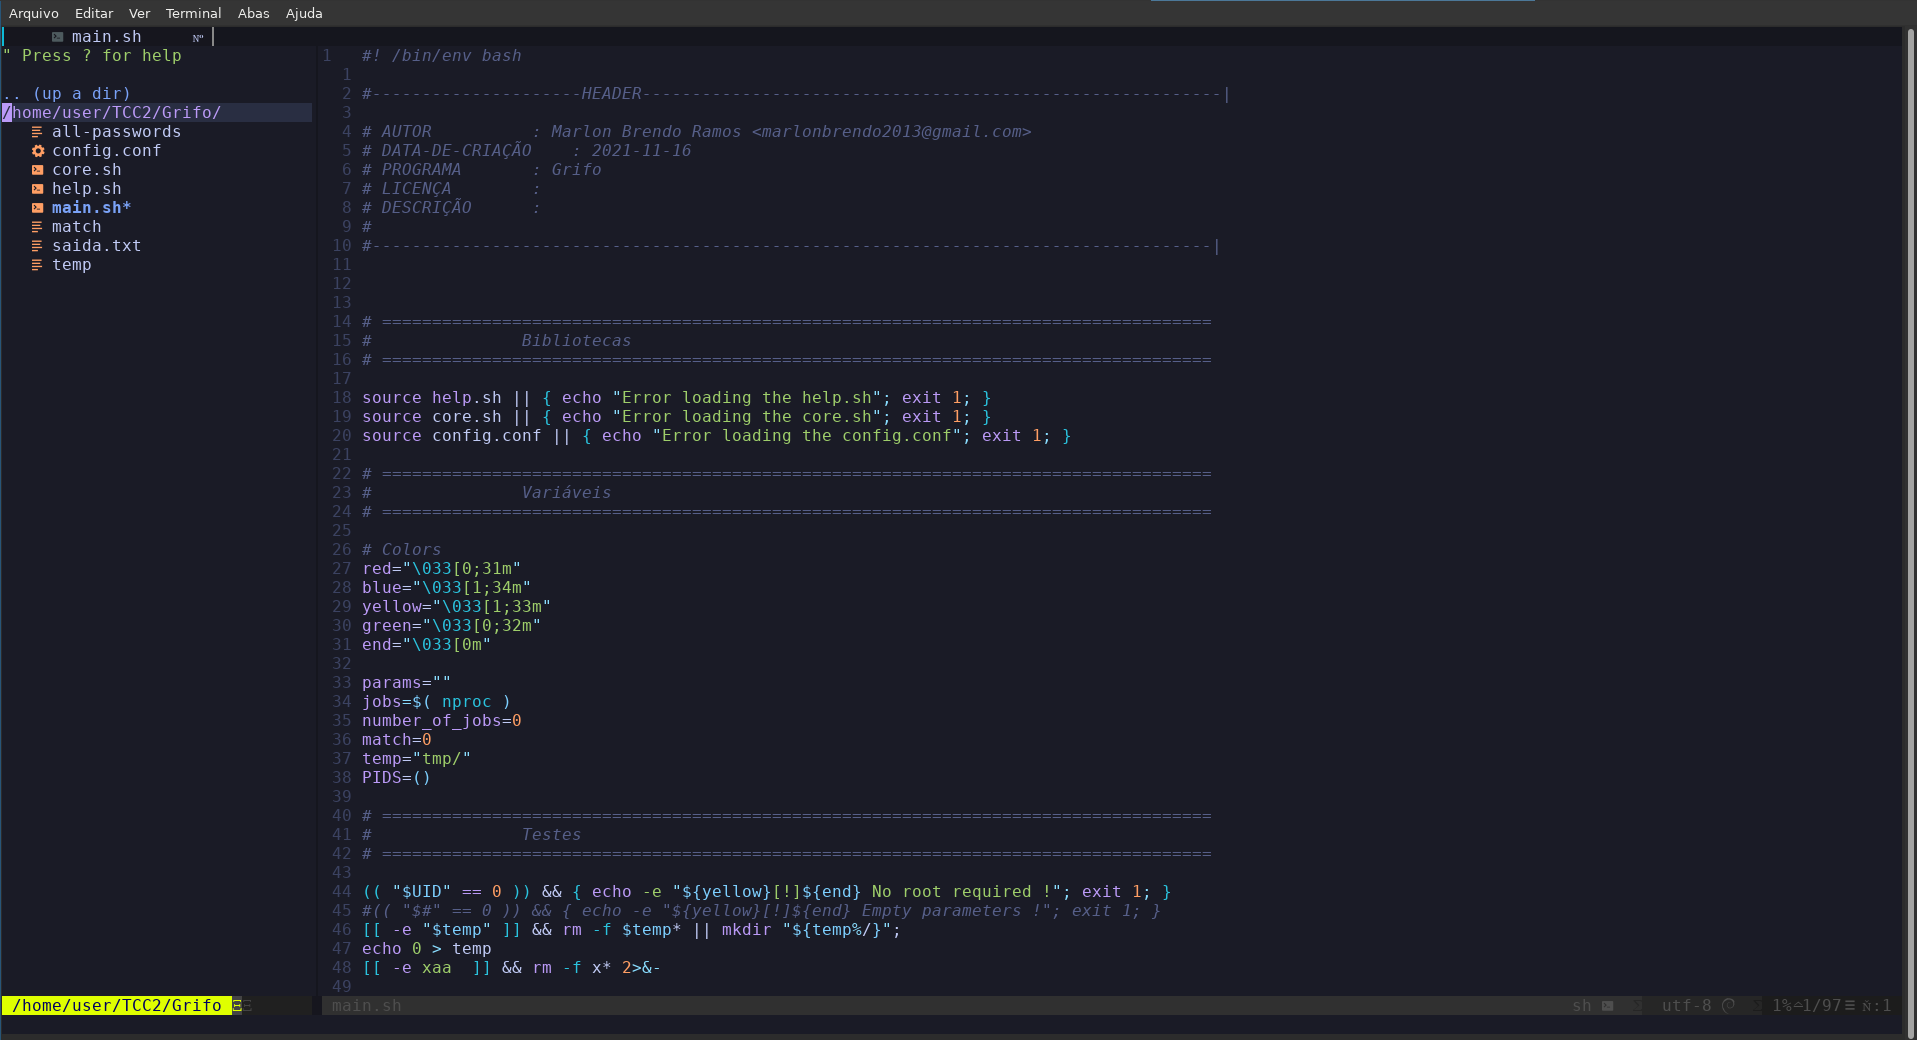 Arquivo Editar Ver Terminal Abas Ajuda
main.sh
" Press ? for help
.. (up a dir)
/home/user/TCC2/Grifo/
all-passwords
config.conf
core.sh
help.sh
main.sh*
match
saida.txt
temp
1 #! /bin/env bash
1
2 #---------------------HEADER----------------------------------------------------------|
3
4 # AUTOR          : Marlon Brendo Ramos <marlonbrendo2013@gmail.com>
5 # DATA-DE-CRIAÇÃO    : 2021-11-16
6 # PROGRAMA       : Grifo
7 # LICENÇA        :
8 # DESCRIÇÃO      :
9 #
10 #------------------------------------------------------------------------------------|
11
12
13
14 # ===================================================================================
15 #               Bibliotecas
16 # ===================================================================================
17
18 source help.sh || { echo "Error loading the help.sh"; exit 1; }
19 source core.sh || { echo "Error loading the core.sh"; exit 1; }
20 source config.conf || { echo "Error loading the config.conf"; exit 1; }
21
22 # ===================================================================================
23 #               Variáveis
24 # ===================================================================================
25
26 # Colors
27 red="\033[0;31m"
28 blue="\033[1;34m"
29 yellow="\033[1;33m"
30 green="\033[0;32m"
31 end="\033[0m"
32
33 params=""
34 jobs=$( nproc )
35 number_of_jobs=0
36 match=0
37 temp="tmp/"
38 PIDS=()
39
40 # ===================================================================================
41 #               Testes
42 # ===================================================================================
43
44 (( "$UID" == 0 )) && { echo -e "${yellow}[!]${end} No root required !"; exit 1; }
45 #(( "$#" == 0 )) && { echo -e "${yellow}[!]${end} Empty parameters !"; exit 1; }
46 [[ -e "$temp" ]] && rm -f $temp* || mkdir "${temp%/}";
47 echo 0 > temp
48 [[ -e xaa  ]] && rm -f x* 2>&-
49
/home/user/TCC2/Grifo
main.sh
sh utf-8 1% 1/97 :1